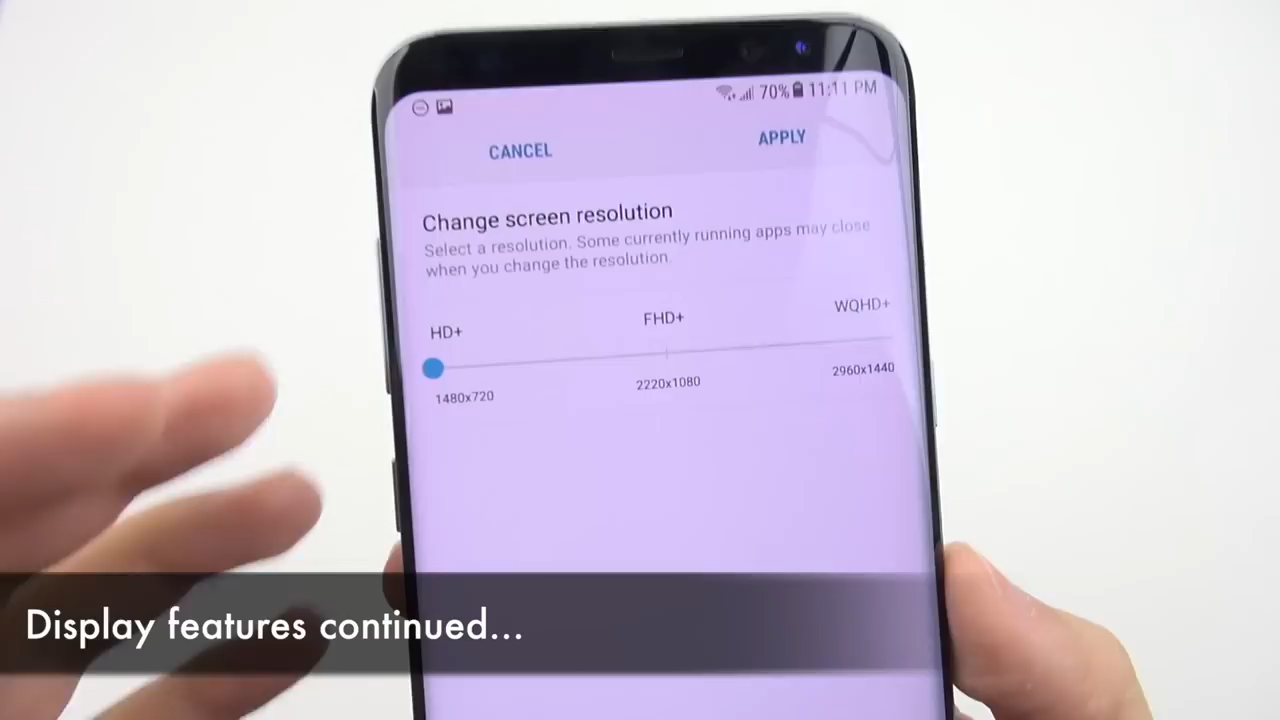 70% 11:11 PM
CANCEL
APPLY
Change screen resolution
Select a resolution. Some currently running apps may close
when you change the resolution.
HD+
FHD+
WQHD+
1480x720
2220x1080
2960x1440
Display features continued...